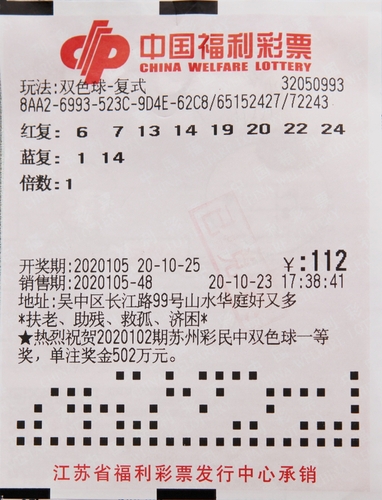 中国福利彩票
CHINA WELFARE LOTTERY
玩法:双色球-复式 32050993
8AA2-6993-523C-9D4E-62C8/65152427/72243
红复: 6 7 13 14 19 20 22 24
蓝复: 1 14
倍数:1
开奖期:2020105 20-10-25 ¥:112
销售期:2020105-48 20-10-23 17:38:41
地址:吴中区长江路99号山水华庭好又多
*扶老、助残、救孤、济困*
★热烈祝贺2020102期苏州彩民中双色球一等
奖，单注奖金502万元。
江苏省福利彩票发行中心承销